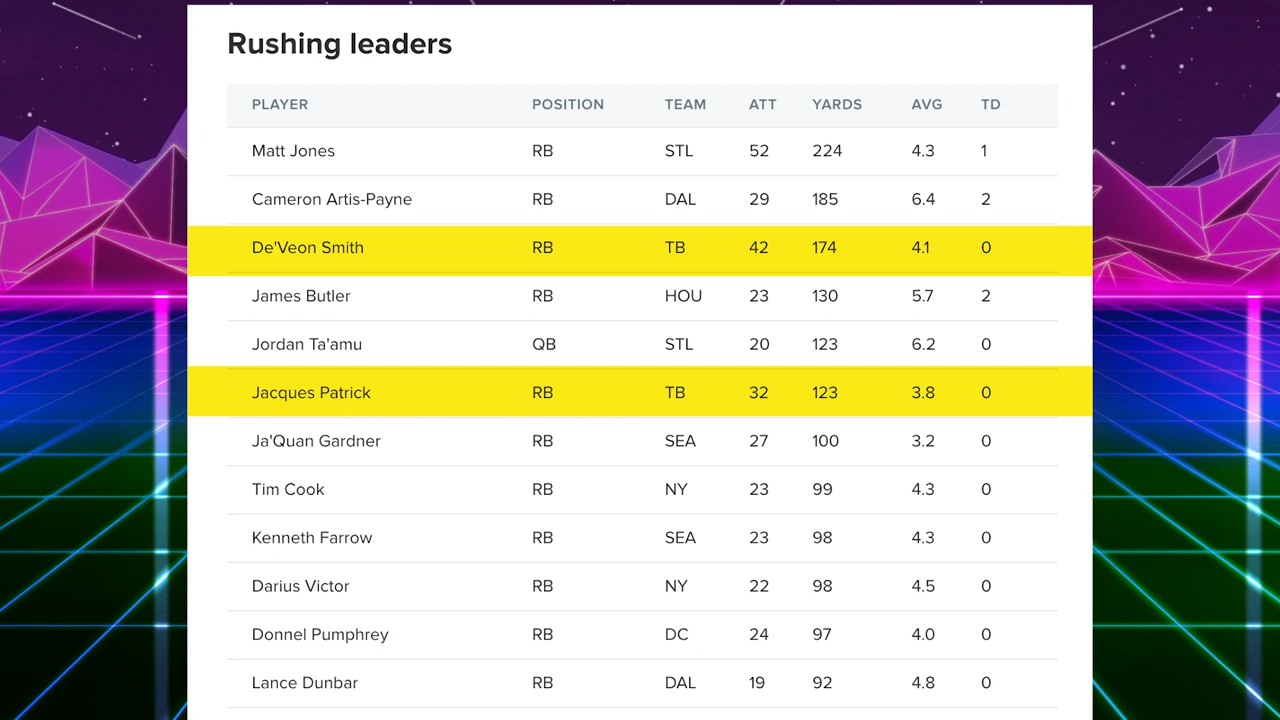 Rushing leaders
PLAYER POSITION TEAM ATT YARDS AVG TD
Matt Jones RB STL 52 224 4.3 1
Cameron Artis-Payne RB DAL 29 185 6.4 2
De'Veon Smith RB TB 42 174 4.1 0
James Butler RB HOU 23 130 5.7 2
Jordan Ta'amu QB STL 20 123 6.2 0
Jacques Patrick RB TB 32 123 3.8 0
Ja'Quan Gardner RB SEA 27 100 3.2 0
Tim Cook RB NY 23 99 4.3 0
Kenneth Farrow RB SEA 23 98 4.3 0
Darius Victor RB NY 22 98 4.5 0
Donnel Pumphrey RB DC 24 97 4.0 0
Lance Dunbar RB DAL 19 92 4.8 0